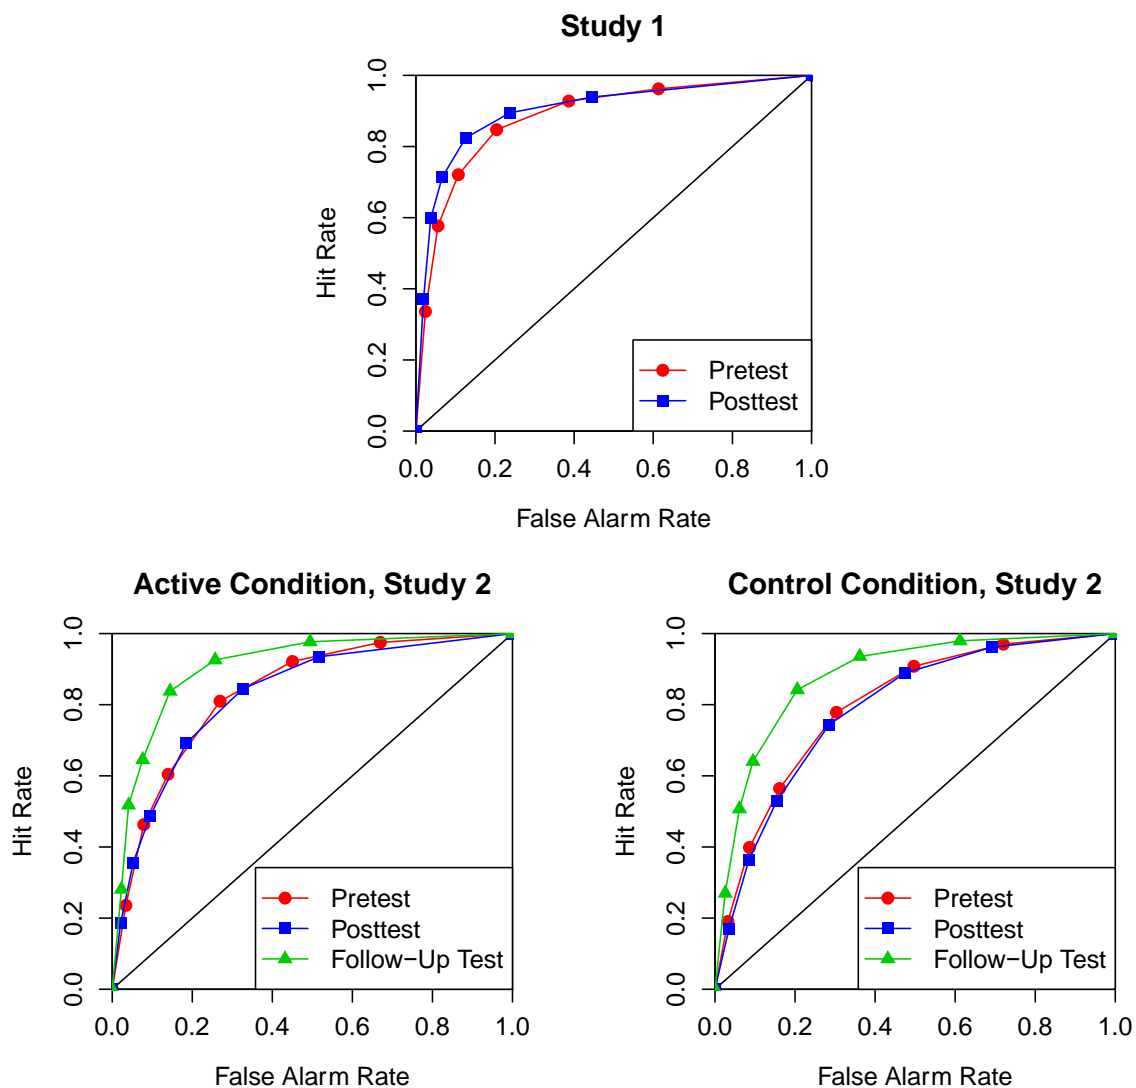 Study 1
1.0
0.8
0.6
0.4
0.2
0.0
Hit Rate
Pretest
Posttest
0.0 0.2 0.4 0.6 0.8 1.0
False Alarm Rate
Active Condition, Study 2
1.0
0.8
0.6
0.4
0.2
0.0
Hit Rate
Pretest
Posttest
Follow−Up Test
0.0 0.2 0.4 0.6 0.8 1.0
False Alarm Rate
Control Condition, Study 2
1.0
0.8
0.6
0.4
0.2
0.0
Hit Rate
Pretest
Posttest
Follow−Up Test
0.0 0.2 0.4 0.6 0.8 1.0
False Alarm Rate